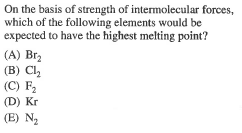 On the basis of strength of intermolecular forces,
which of the following elements would be
expected to have the highest melting point?
(A) Br₂
(B) Cl₂
(C) F₂
(D) Kr
(E) N₂